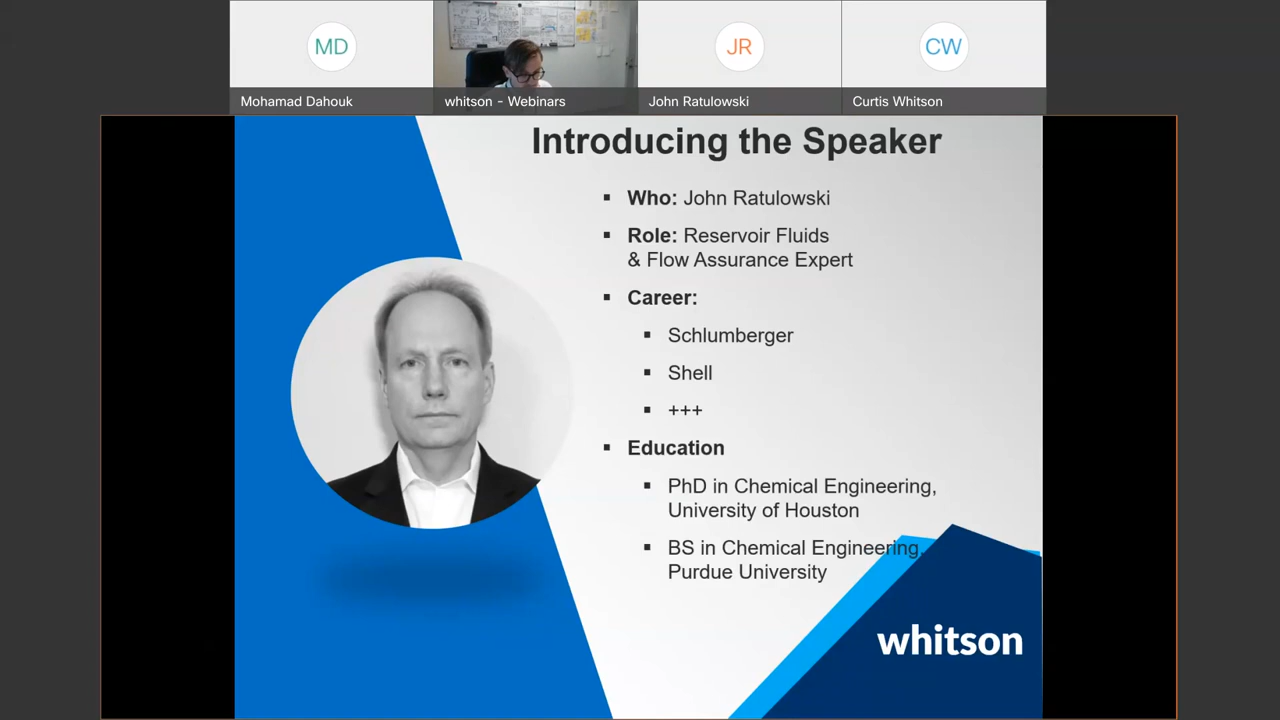 MD
JR
CW
Mohamad Dahouk
whitson - Webinars
John Ratulowski
Curtis Whitson
Introducing the Speaker
▪ Who: John Ratulowski
▪ Role: Reservoir Fluids
& Flow Assurance Expert
▪ Career:
▪ Schlumberger
▪ Shell
▪ +++
▪ Education
▪ PhD in Chemical Engineering,
University of Houston
▪ BS in Chemical Engineering,
Purdue University
whitson